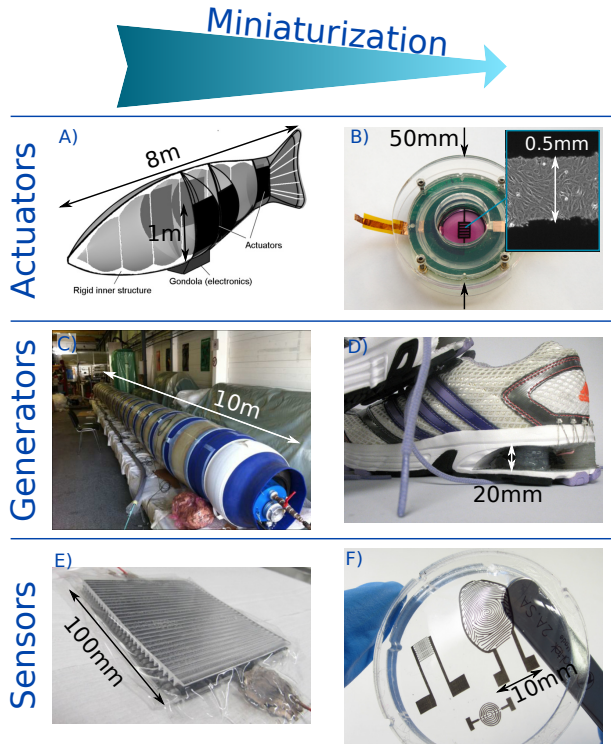 Miniaturization
Actuators
A)
8m
1m
Actuators
Rigid inner structure
Gondola (electronics)
B)
50mm
0.5mm
Generators
C)
10m
D)
20mm
Sensors
E)
100mm
F)
10mm